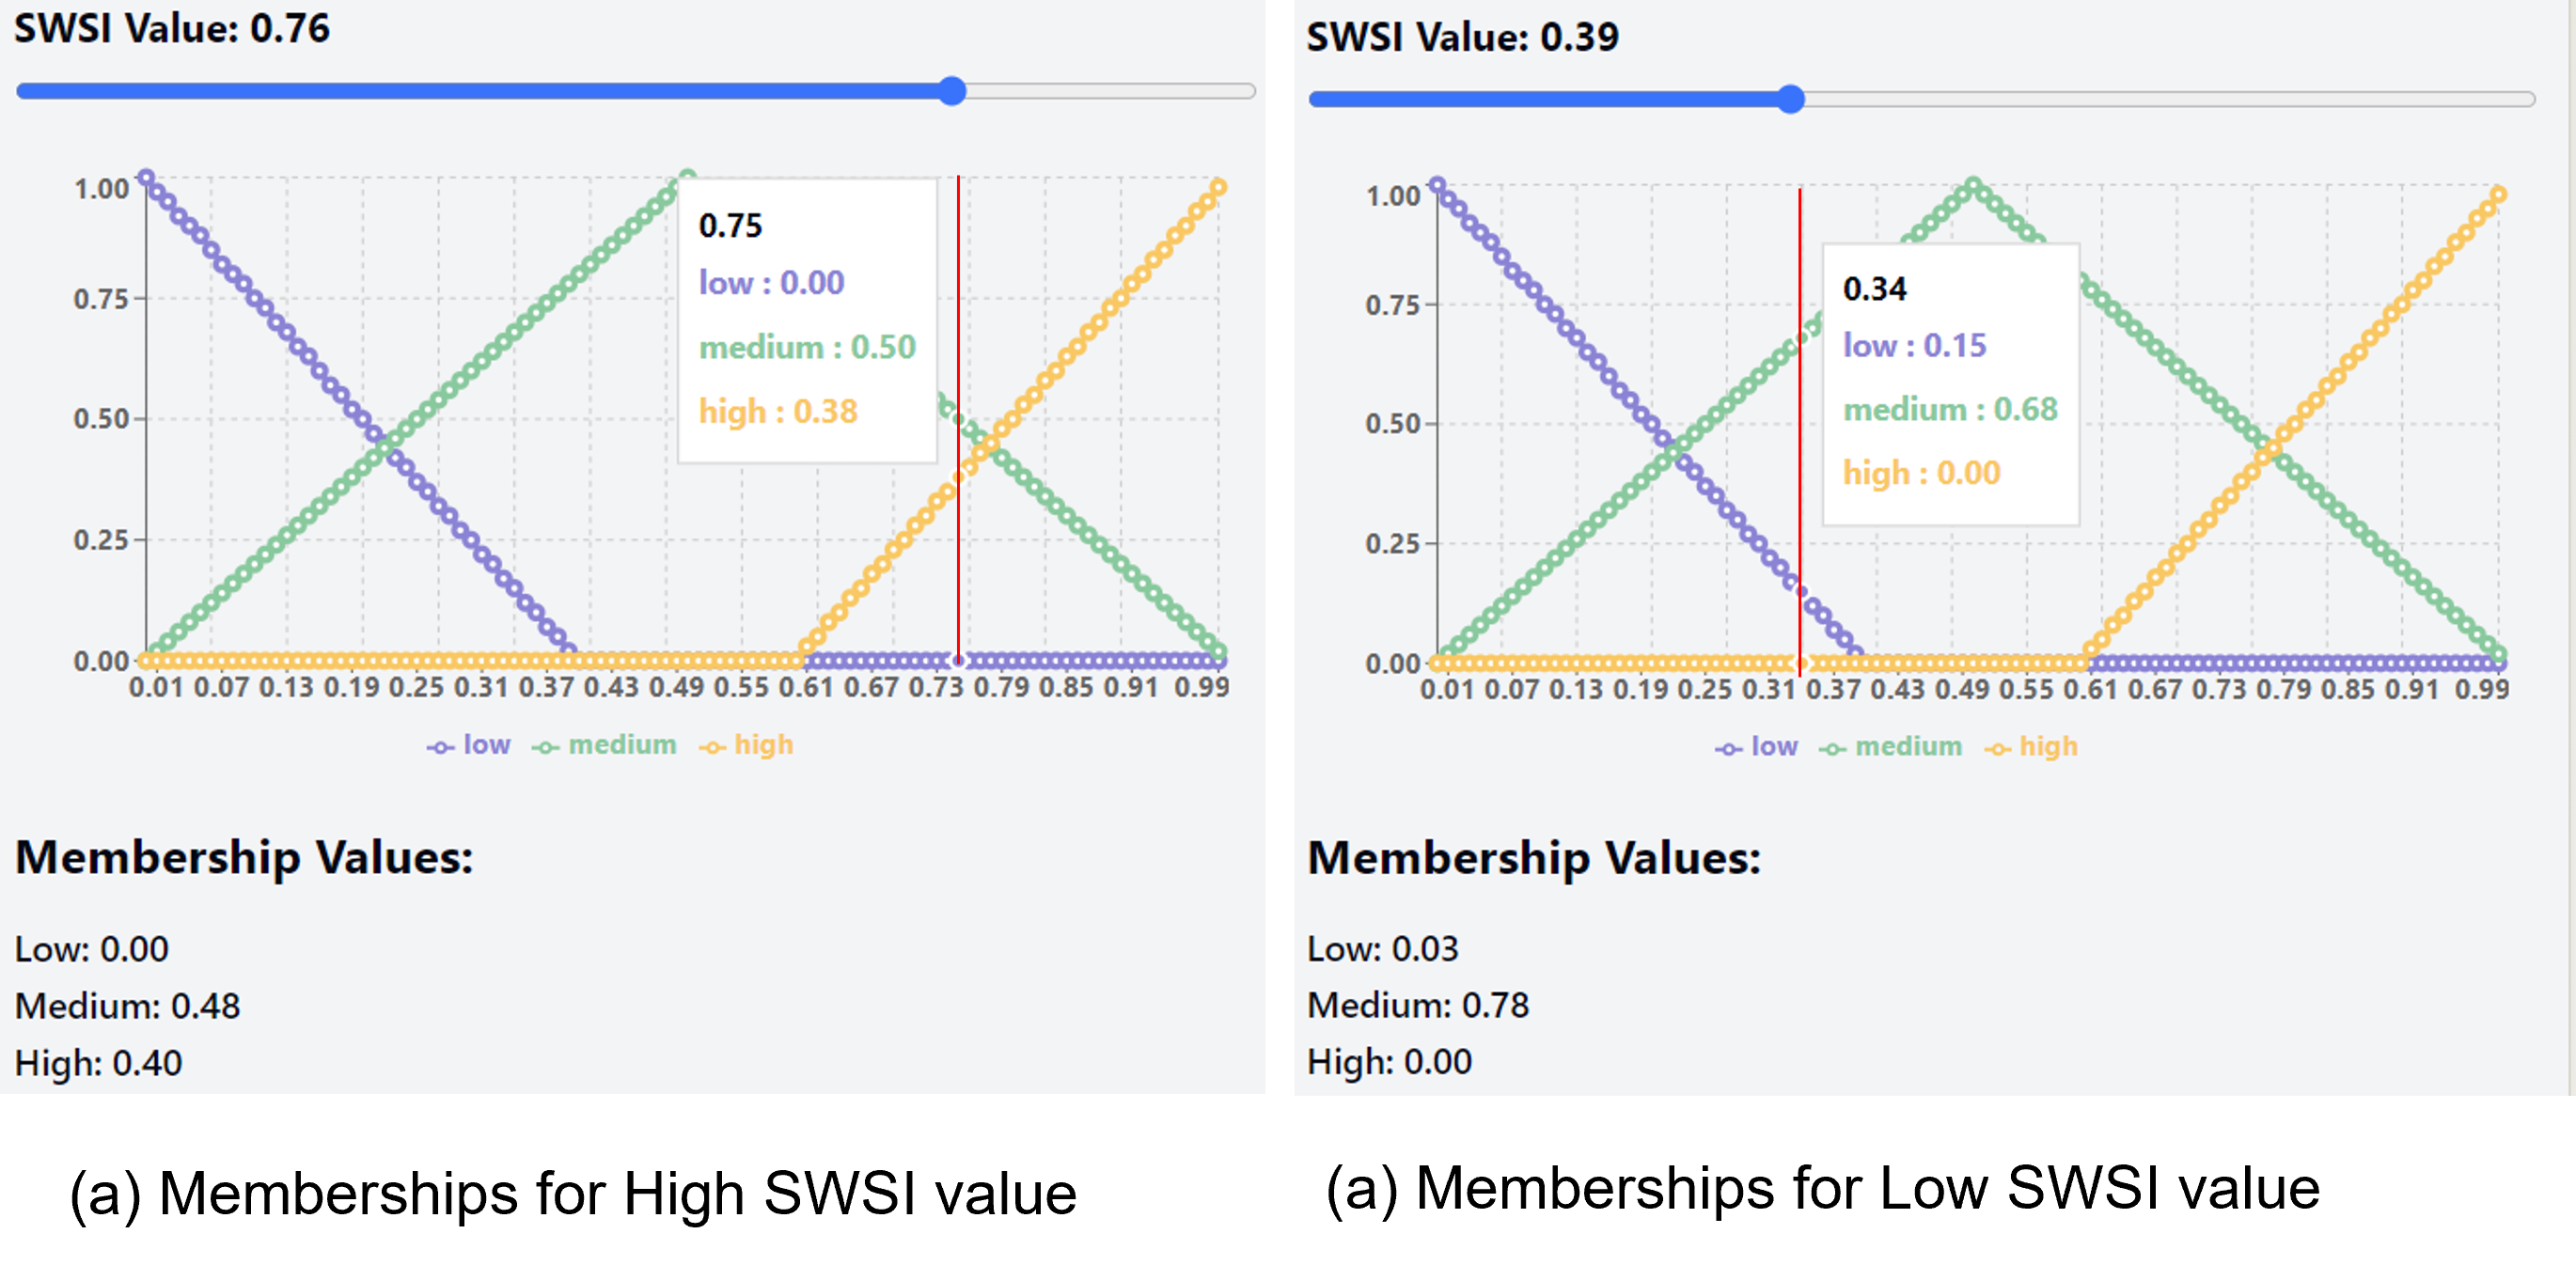 SWSI Value: 0.76
1.00
0.75
0.50
0.25
0.00
0.75
low : 0.00
medium : 0.50
high : 0.38
0.01 0.07 0.13 0.19 0.25 0.31 0.37 0.43 0.49 0.55 0.61 0.67 0.73 0.79 0.85 0.91 0.99
low medium high
Membership Values:
Low: 0.00
Medium: 0.48
High: 0.40
(a) Memberships for High SWSI value
SWSI Value: 0.39
1.00
0.75
0.50
0.25
0.00
0.34
low : 0.15
medium : 0.68
high : 0.00
0.01 0.07 0.13 0.19 0.25 0.31 0.37 0.43 0.49 0.55 0.61 0.67 0.73 0.79 0.85 0.91 0.99
low medium high
Membership Values:
Low: 0.03
Medium: 0.78
High: 0.00
(a) Memberships for Low SWSI value